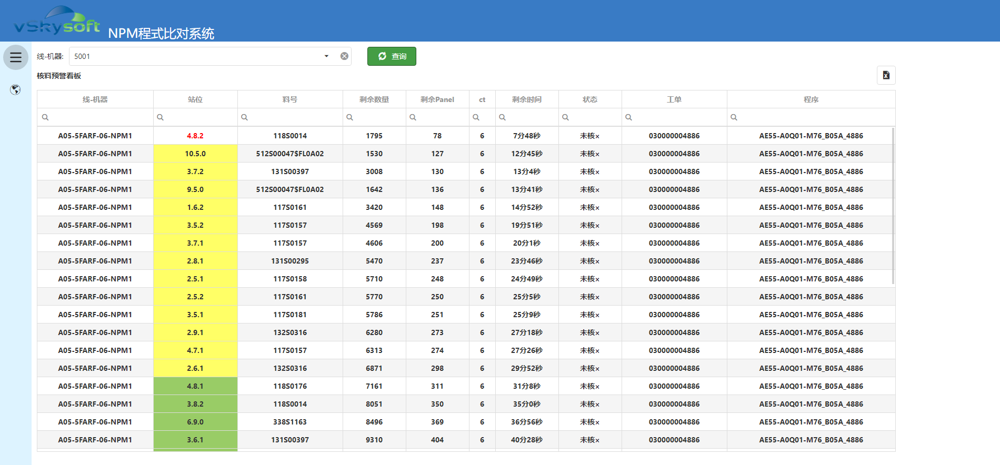 vSkysoft NPM程式比对系统
线-机器: 5001 查询
核料预警看板
线-机器 站位 料号 剩余数量 剩余Panel ct 剩余时间 状态 工单 程序
A05-5FARF-06-NPM1 4.8.2 118S0014 1795 78 6 7分48秒 未核× 030000004886 AE55-A0Q01-M76_B05A_4886
A05-5FARF-06-NPM1 10.5.0 512S00047$FL0A02 1530 127 6 12分45秒 未核× 030000004886 AE55-A0Q01-M76_B05A_4886
A05-5FARF-06-NPM1 3.7.2 131S00397 3008 130 6 13分4秒 未核× 030000004886 AE55-A0Q01-M76_B05A_4886
A05-5FARF-06-NPM1 9.5.0 512S00047$FL0A02 1642 136 6 13分41秒 未核× 030000004886 AE55-A0Q01-M76_B05A_4886
A05-5FARF-06-NPM1 1.6.2 117S0161 3420 148 6 14分52秒 未核× 030000004886 AE55-A0Q01-M76_B05A_4886
A05-5FARF-06-NPM1 3.5.2 117S0157 4569 198 6 19分51秒 未核× 030000004886 AE55-A0Q01-M76_B05A_4886
A05-5FARF-06-NPM1 3.7.1 117S0157 4606 200 6 20分1秒 未核× 030000004886 AE55-A0Q01-M76_B05A_4886
A05-5FARF-06-NPM1 2.8.1 131S00295 5470 237 6 23分46秒 未核× 030000004886 AE55-A0Q01-M76_B05A_4886
A05-5FARF-06-NPM1 2.5.1 117S0158 5710 248 6 24分49秒 未核× 030000004886 AE55-A0Q01-M76_B05A_4886
A05-5FARF-06-NPM1 2.5.2 117S0161 5770 250 6 25分5秒 未核× 030000004886 AE55-A0Q01-M76_B05A_4886
A05-5FARF-06-NPM1 3.5.1 117S0181 5786 251 6 25分9秒 未核× 030000004886 AE55-A0Q01-M76_B05A_4886
A05-5FARF-06-NPM1 2.9.1 132S0316 6280 273 6 27分18秒 未核× 030000004886 AE55-A0Q01-M76_B05A_4886
A05-5FARF-06-NPM1 4.7.1 117S0157 6313 274 6 27分26秒 未核× 030000004886 AE55-A0Q01-M76_B05A_4886
A05-5FARF-06-NPM1 2.6.1 132S0316 6871 298 6 29分52秒 未核× 030000004886 AE55-A0Q01-M76_B05A_4886
A05-5FARF-06-NPM1 4.8.1 118S0176 7161 311 6 31分8秒 未核× 030000004886 AE55-A0Q01-M76_B05A_4886
A05-5FARF-06-NPM1 3.8.2 118S0014 8051 350 6 35分0秒 未核× 030000004886 AE55-A0Q01-M76_B05A_4886
A05-5FARF-06-NPM1 6.9.0 338S1163 8496 369 6 36分56秒 未核× 030000004886 AE55-A0Q01-M76_B05A_4886
A05-5FARF-06-NPM1 3.6.1 131S00397 9310 404 6 40分28秒 未核× 030000004886 AE55-A0Q01-M76_B05A_4886